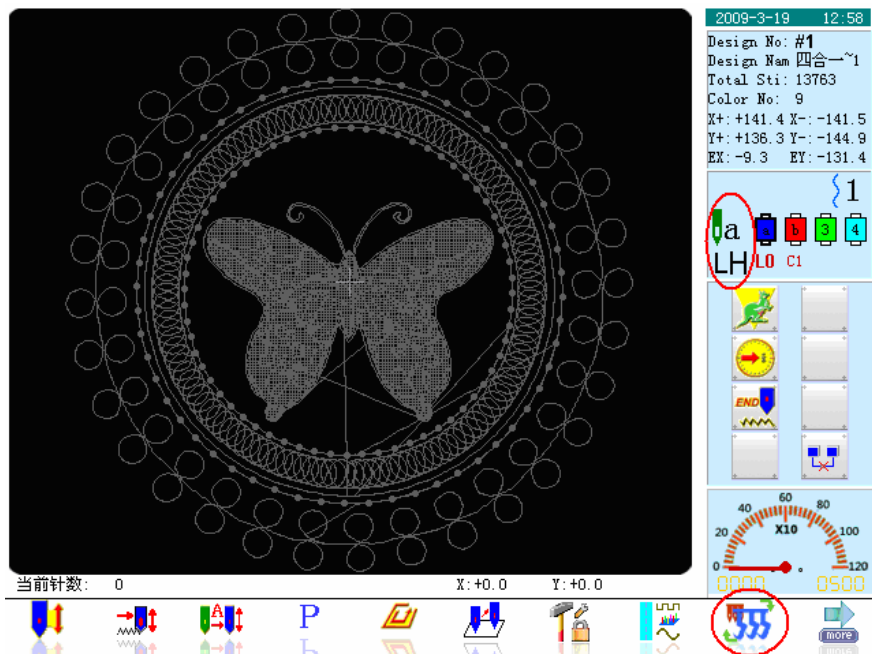 2009-3-19 12:58
Design No: #1
Design Nam 四合一~1
Total Sti: 13763
Color No: 9
X+: +141.4 X-: -141.5
Y+: +136.3 Y-: -144.9
EX: -9.3 EY: -131.4
1
a a b 3 4
LH LO C1
END
0 20 40 60 80 100 120
X10
0000 0500
当前针数: 0 X: +0.0 Y: +0.0
A P
more